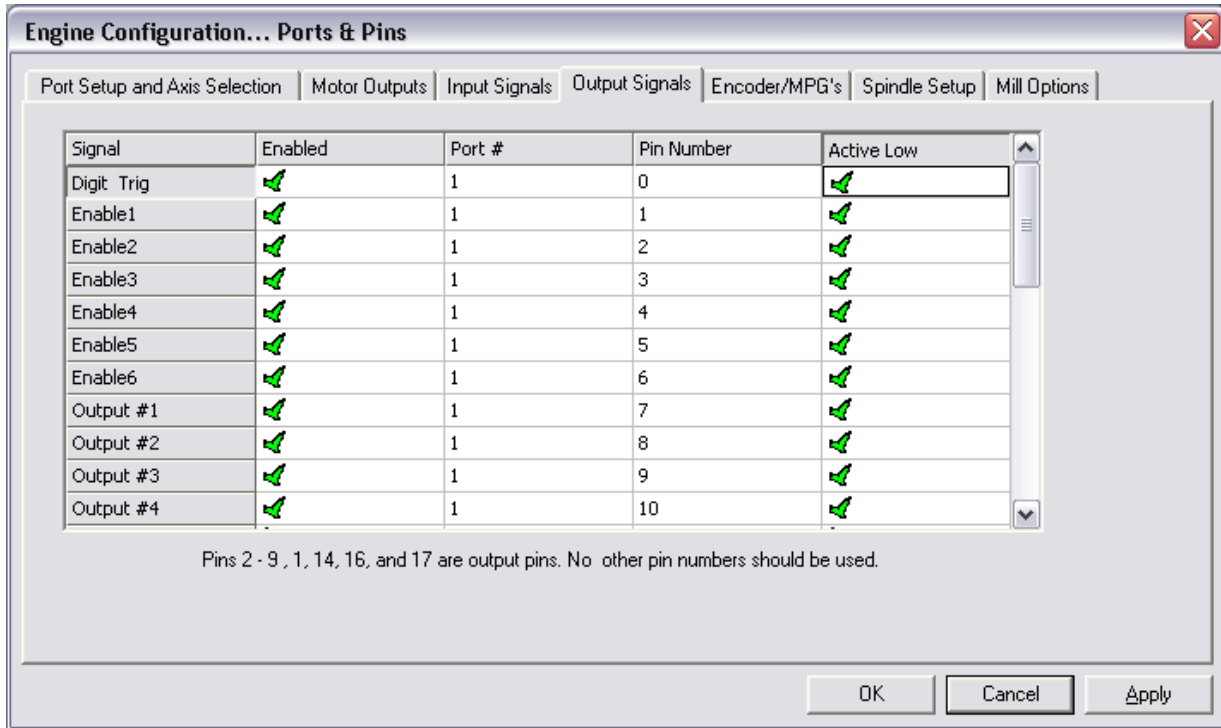 Engine Configuration... Ports & Pins
Port Setup and Axis Selection Motor Outputs Input Signals Output Signals Encoder/MPG's Spindle Setup Mill Options
Signal Enabled Port # Pin Number Active Low
Digit Trig 1 0
Enable1 1 1
Enable2 1 2
Enable3 1 3
Enable4 1 4
Enable5 1 5
Enable6 1 6
Output #1 1 7
Output #2 1 8
Output #3 1 9
Output #4 1 10
Pins 2 - 9 , 1, 14, 16, and 17 are output pins. No other pin numbers should be used.
OK Cancel Apply